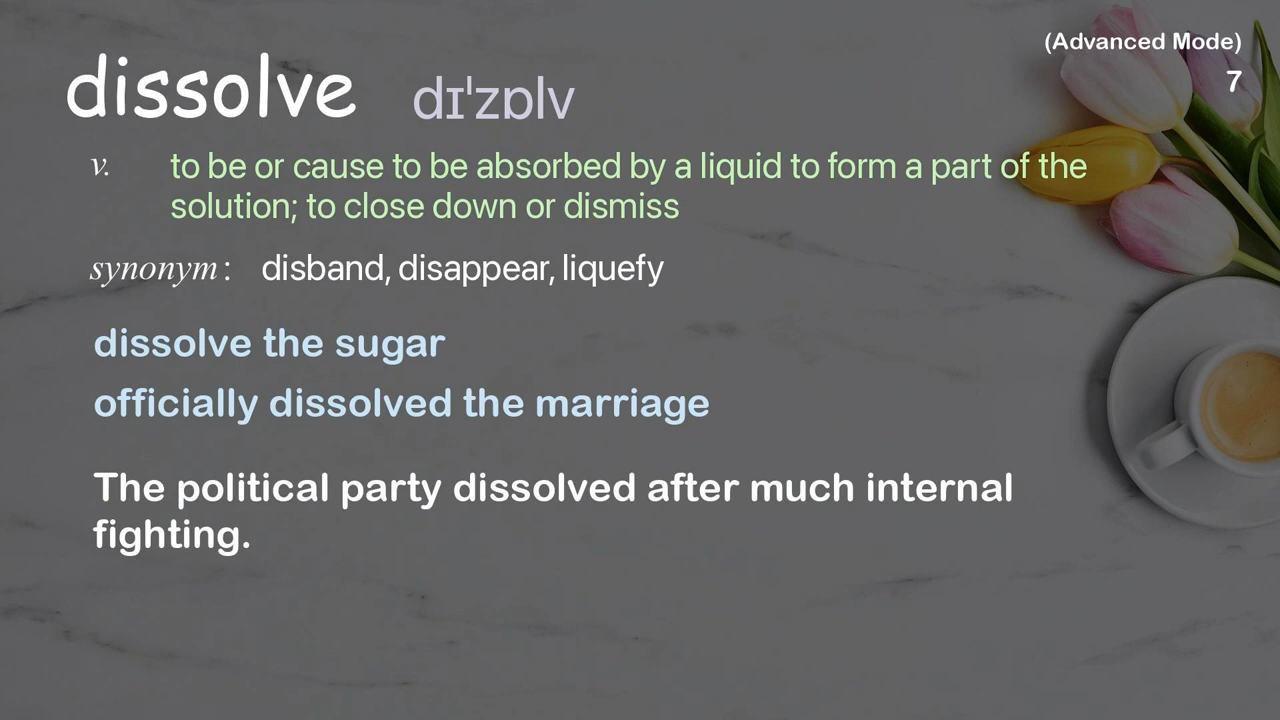 (Advanced Mode)
7
dissolve dɪˈzɒlv
v. to be or cause to be absorbed by a liquid to form a part of the
solution; to close down or dismiss
synonym : disband, disappear, liquefy
dissolve the sugar
officially dissolved the marriage
The political party dissolved after much internal
fighting.